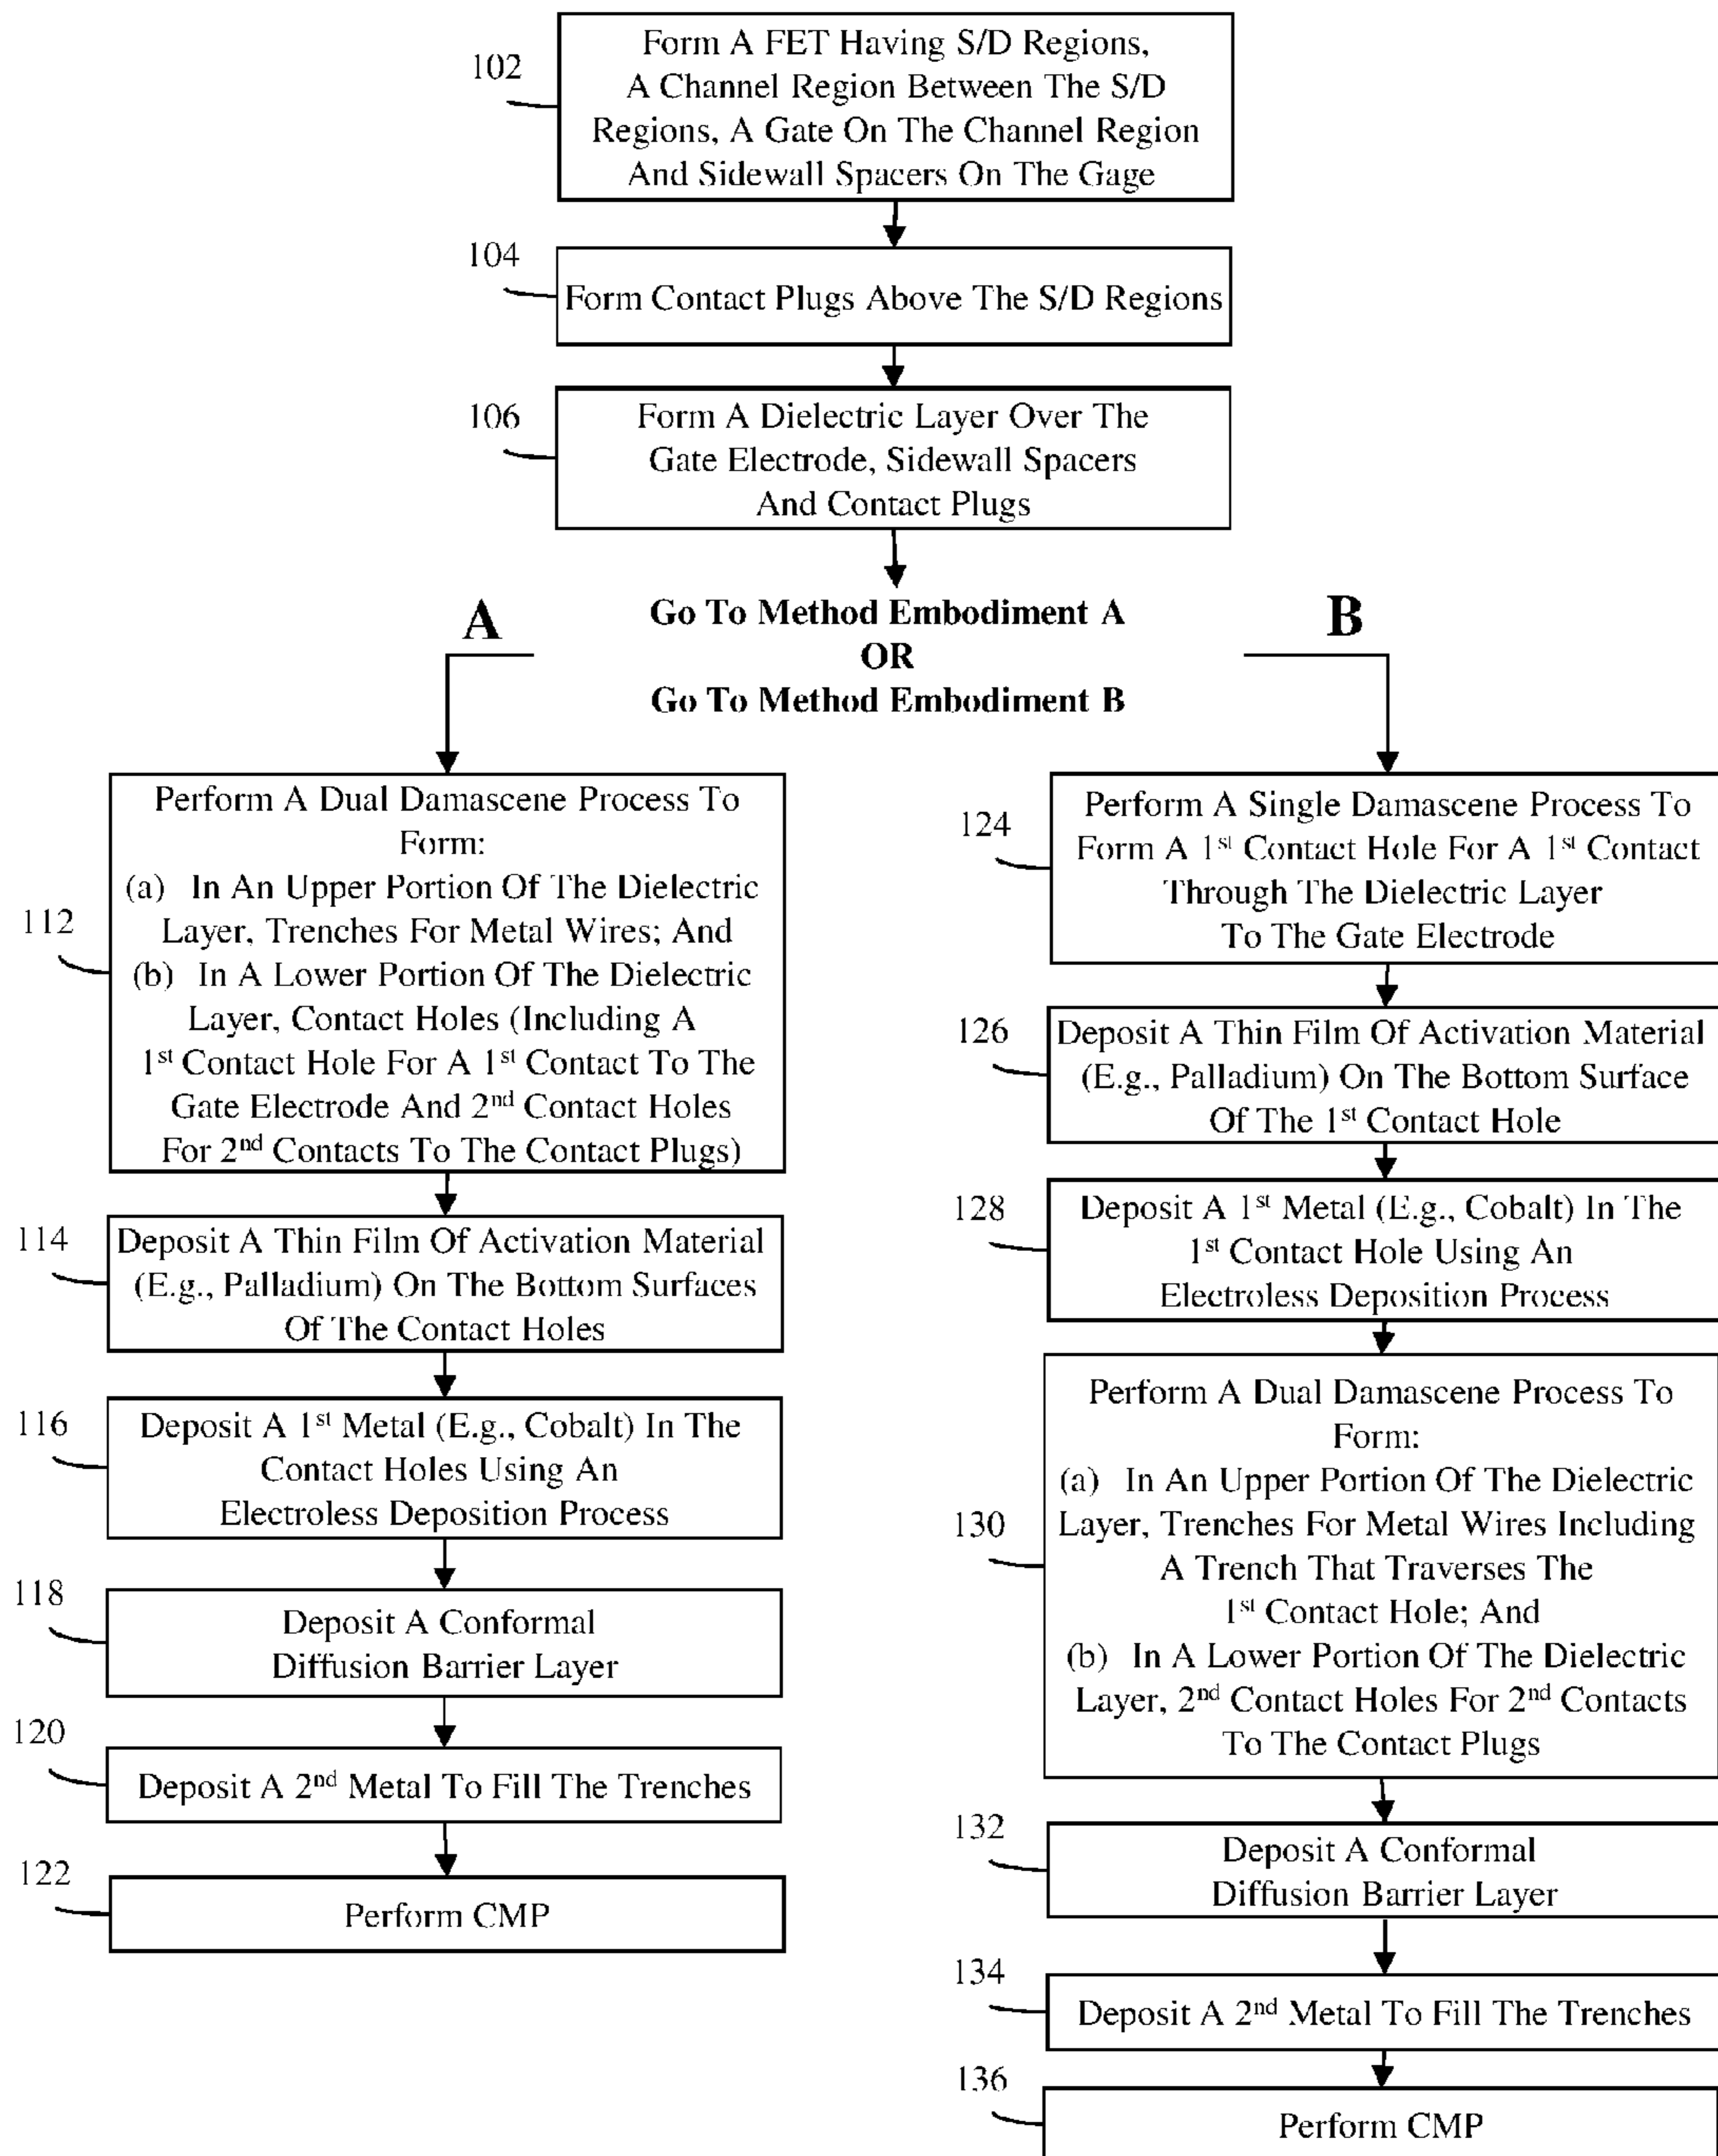 102
Form A FET Having S/D Regions,
A Channel Region Between The S/D
Regions, A Gate On The Channel Region
And Sidewall Spacers On The Gage
104
Form Contact Plugs Above The S/D Regions
106
Form A Dielectric Layer Over The
Gate Electrode, Sidewall Spacers
And Contact Plugs
Go To Method Embodiment A
OR
Go To Method Embodiment B
A
112
Perform A Dual Damascene Process To
Form:
(a) In An Upper Portion Of The Dielectric
Layer, Trenches For Metal Wires; And
(b) In A Lower Portion Of The Dielectric
Layer, Contact Holes (Including A
1st Contact Hole For A 1st Contact To The
Gate Electrode And 2nd Contact Holes
For 2nd Contacts To The Contact Plugs)
114
Deposit A Thin Film Of Activation Material
(E.g., Palladium) On The Bottom Surfaces
Of The Contact Holes
116
Deposit A 1st Metal (E.g., Cobalt) In The
Contact Holes Using An
Electroless Deposition Process
118
Deposit A Conformal
Diffusion Barrier Layer
120
Deposit A 2nd Metal To Fill The Trenches
122
Perform CMP
B
124
Perform A Single Damascene Process To
Form A 1st Contact Hole For A 1st Contact
Through The Dielectric Layer
To The Gate Electrode
126
Deposit A Thin Film Of Activation Material
(E.g., Palladium) On The Bottom Surface
Of The 1st Contact Hole
128
Deposit A 1st Metal (E.g., Cobalt) In The
1st Contact Hole Using An
Electroless Deposition Process
130
Perform A Dual Damascene Process To
Form:
(a) In An Upper Portion Of The Dielectric
Layer, Trenches For Metal Wires Including
A Trench That Traverses The
1st Contact Hole; And
(b) In A Lower Portion Of The Dielectric
Layer, 2nd Contact Holes For 2nd Contacts
To The Contact Plugs
132
Deposit A Conformal
Diffusion Barrier Layer
134
Deposit A 2nd Metal To Fill The Trenches
136
Perform CMP